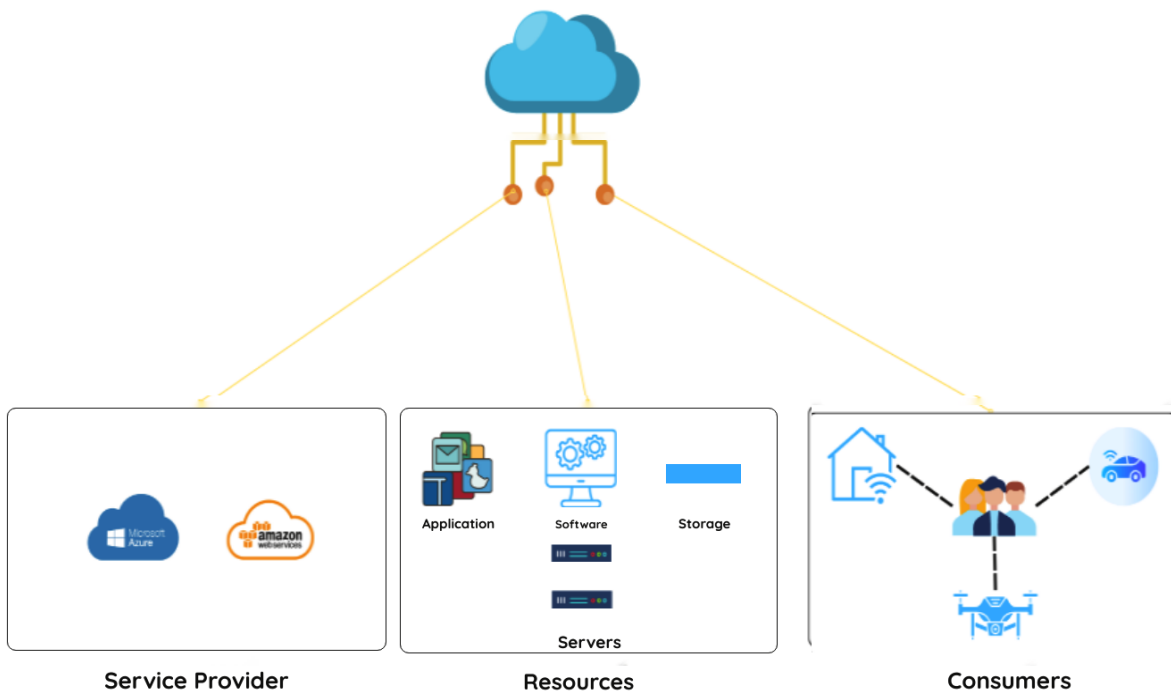 Microsoft
Azure
amazon
webservices
Application
Software
Storage
Servers
Service Provider
Resources
Consumers